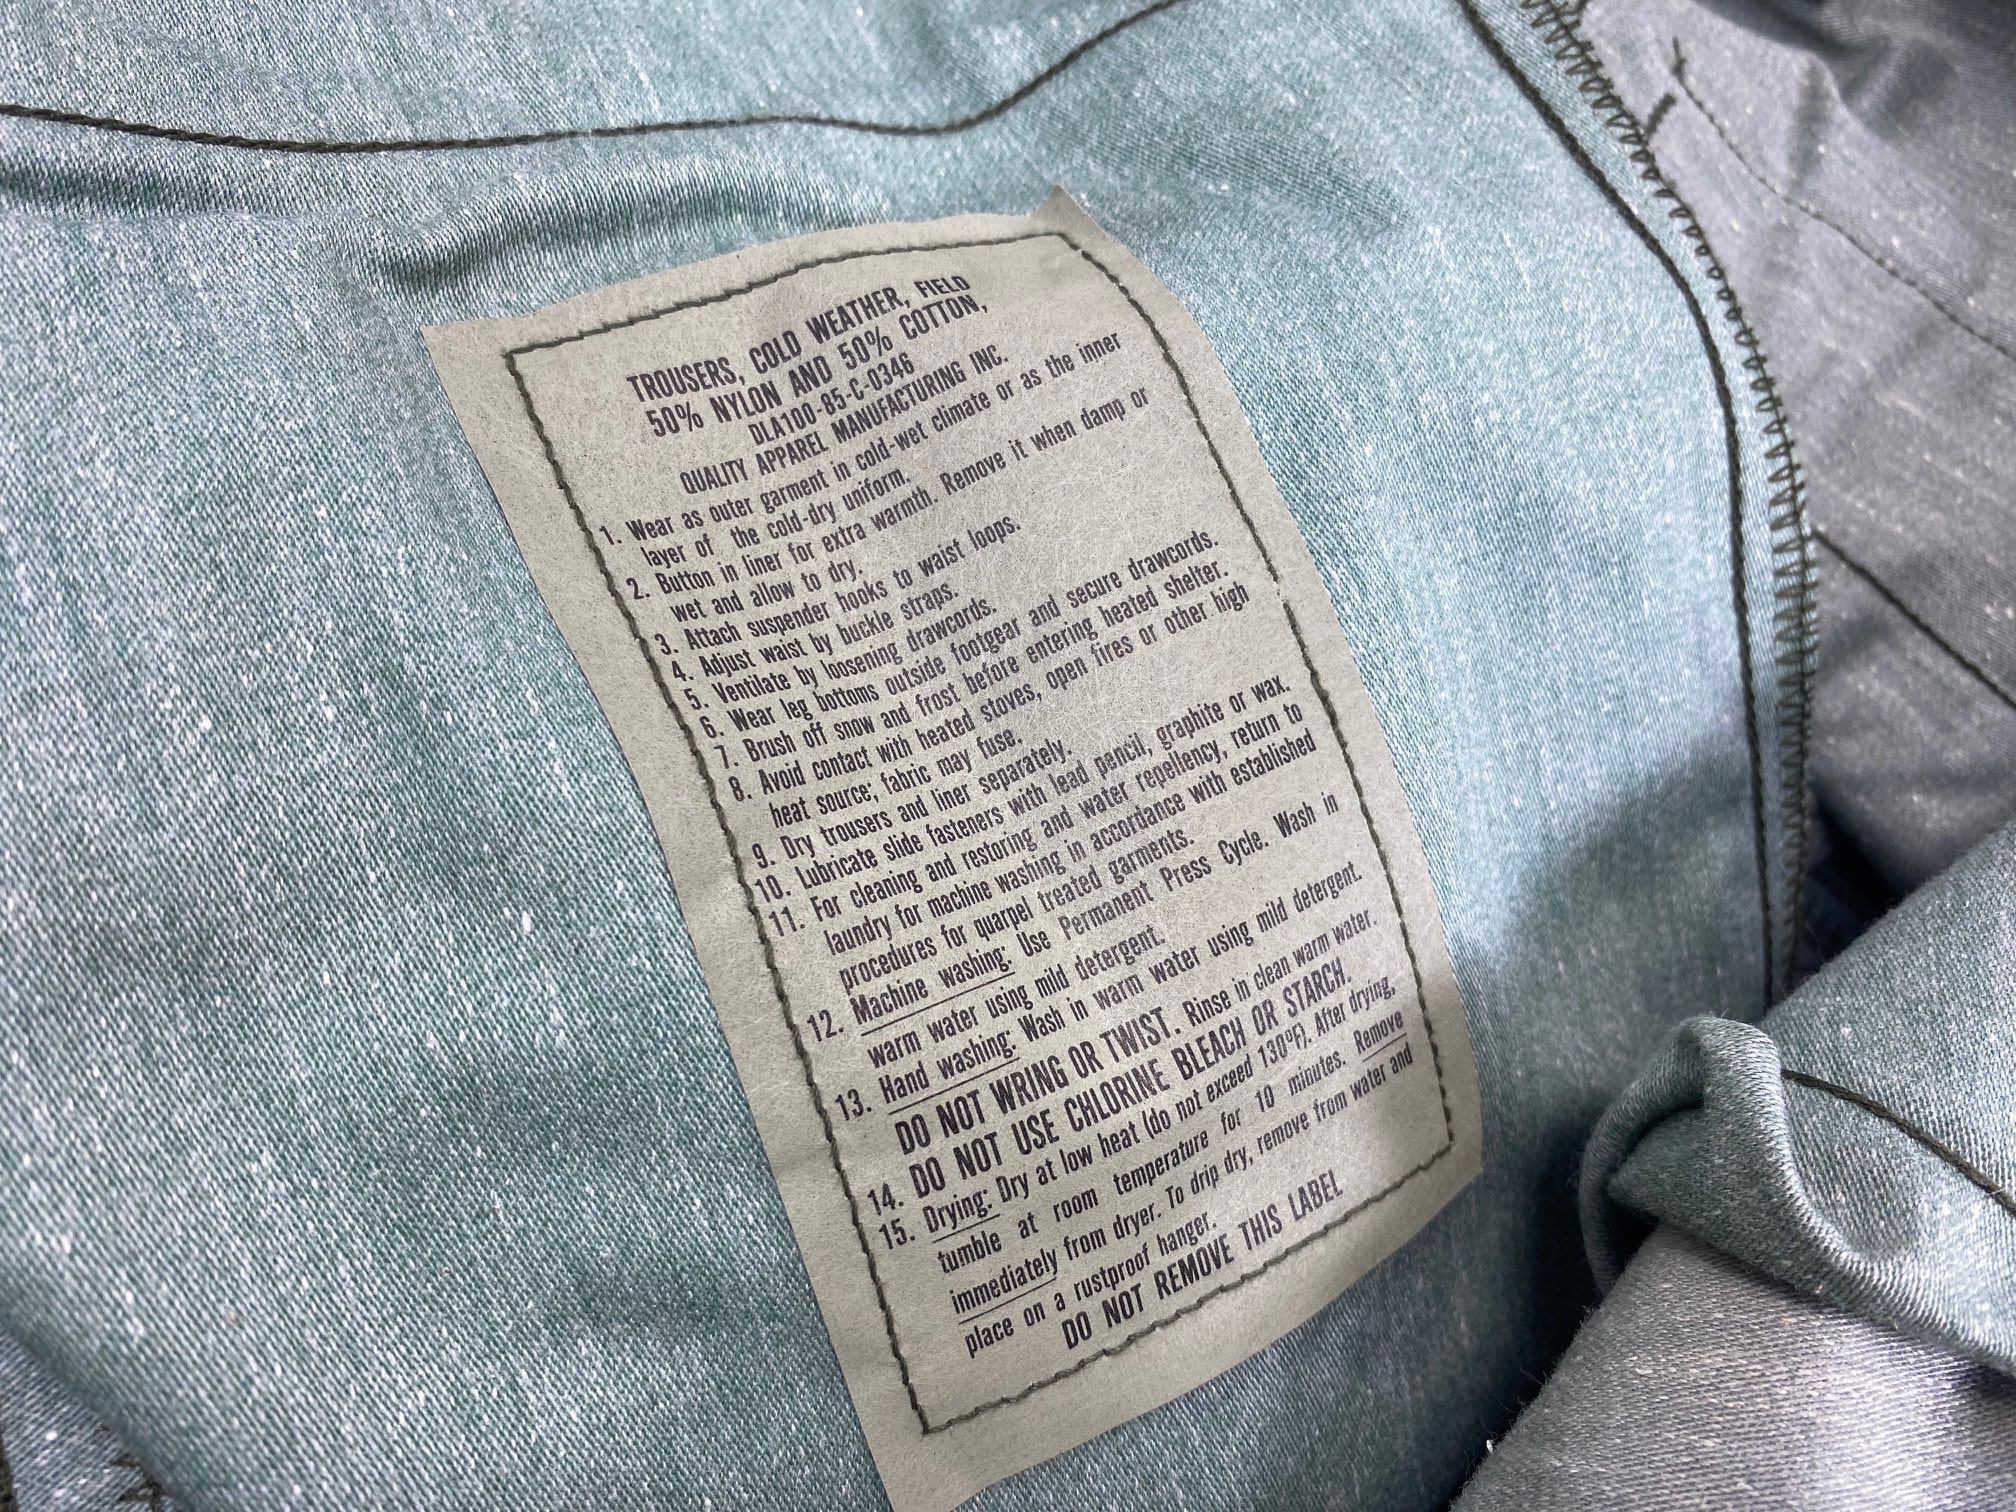 TROUSERS, COLD WEATHER, FIELD
50% NYLON AND 50% COTTON,
DLA100-85-C-0346
QUALITY APPAREL MANUFACTURING INC.
1. Wear as outer garment in cold-wet climate or as the inner
layer of the cold-dry uniform.
2. Button in liner for extra warmth. Remove it when damp or
wet and allow to dry.
3. Attach suspender hooks to waist loops.
4. Adjust waist by buckle straps.
5. Ventilate by loosening drawcords.
6. Wear leg bottoms outside footgear and secure drawcords.
7. Brush off snow and frost before entering heated shelter.
8. Avoid contact with heated stoves, open fires or other high
heat source; fabric may fuse.
9. Dry trousers and liner separately.
10. Lubricate slide fasteners with lead pencil, graphite or wax.
11. For cleaning and restoring and water repellency, return to
laundry for machine washing in accordance with established
procedures for quarpel treated garments.
12. Machine washing: Use Permanent Press Cycle. Wash in
warm water using mild detergent.
13. Hand washing: Wash in warm water using mild detergent.
DO NOT WRING OR TWIST. Rinse in clean warm water.
14. DO NOT USE CHLORINE BLEACH OR STARCH.
15. Drying: Dry at low heat (do not exceed 130°F). After drying,
tumble at room temperature for 10 minutes. Remove
immediately from dryer. To drip dry, remove from water and
place on a rustproof hanger.
DO NOT REMOVE THIS LABEL